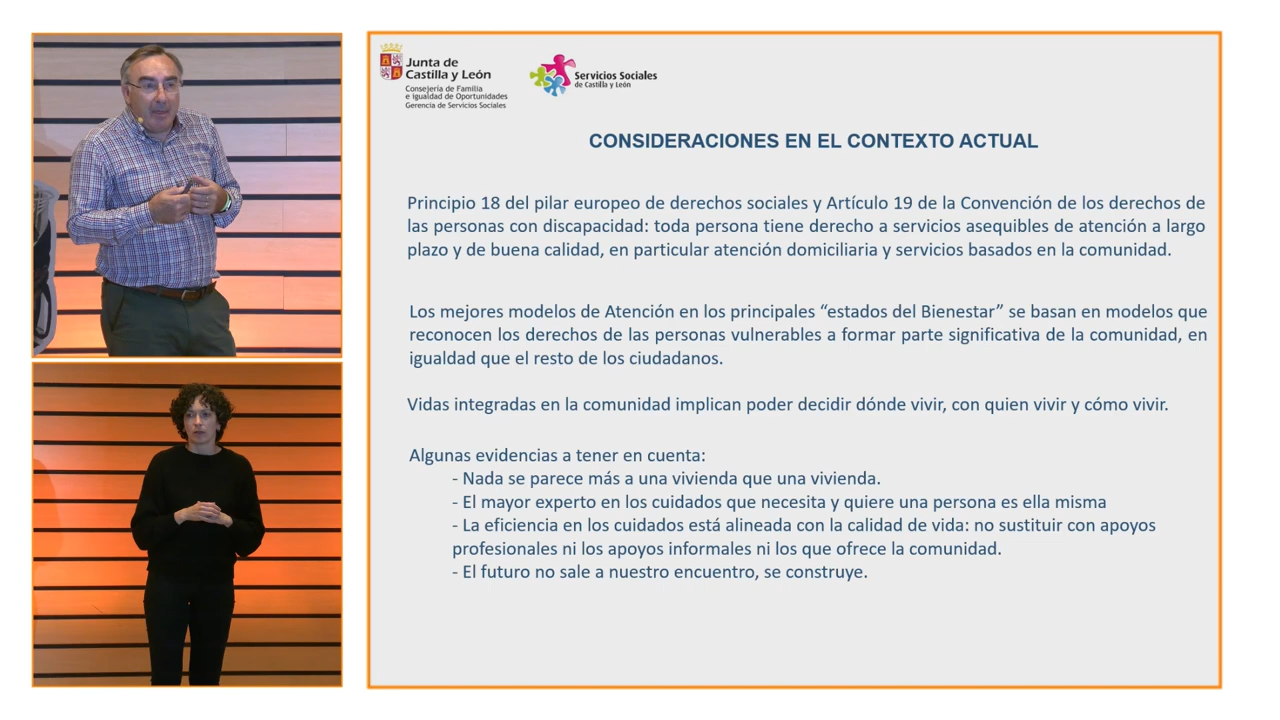 Junta de
Castilla y León
Consejería de Familia
e Igualdad de Oportunidades
Gerencia de Servicios Sociales
Servicios Sociales
de Castilla y León
CONSIDERACIONES EN EL CONTEXTO ACTUAL
Principio 18 del pilar europeo de derechos sociales y Artículo 19 de la Convención de los derechos de
las personas con discapacidad: toda persona tiene derecho a servicios asequibles de atención a largo
plazo y de buena calidad, en particular atención domiciliaria y servicios basados en la comunidad.
Los mejores modelos de Atención en los principales “estados del Bienestar” se basan en modelos que
reconocen los derechos de las personas vulnerables a formar parte significativa de la comunidad, en
igualdad que el resto de los ciudadanos.
Vidas integradas en la comunidad implican poder decidir dónde vivir, con quien vivir y cómo vivir.
Algunas evidencias a tener en cuenta:
- Nada se parece más a una vivienda que una vivienda.
- El mayor experto en los cuidados que necesita y quiere una persona es ella misma
- La eficiencia en los cuidados está alineada con la calidad de vida: no sustituir con apoyos
profesionales ni los apoyos informales ni los que ofrece la comunidad.
- El futuro no sale a nuestro encuentro, se construye.